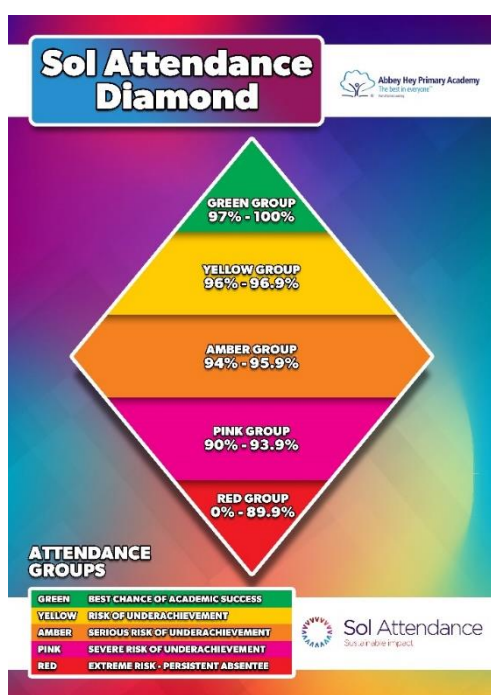 Sol Attendance
Diamond
Abbey Hey Primary Academy
The best in everyone™
GREEN GROUP
97% - 100%
YELLOW GROUP
96% - 96.9%
AMBER GROUP
94% - 95.9%
PINK GROUP
90% - 93.9%
RED GROUP
0% - 89.9%
ATTENDANCE
GROUPS
GREEN BEST CHANCE OF ACADEMIC SUCCESS
YELLOW RISK OF UNDERACHIEVEMENT
AMBER SERIOUS RISK OF UNDERACHIEVEMENT
PINK SEVERE RISK OF UNDERACHIEVEMENT
RED EXTREME RISK - PERSISTENT ABSENTEE
Sol Attendance
Sustainable impact